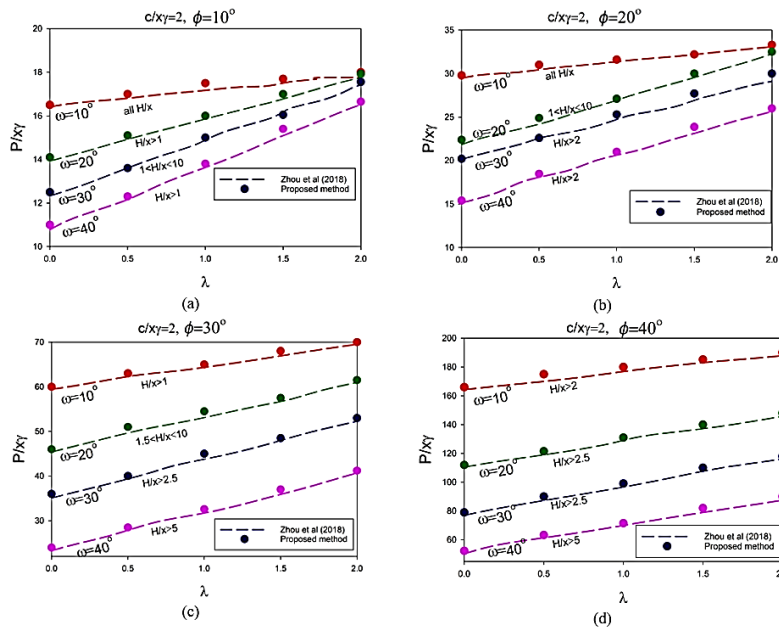 c/xγ=2, ϕ=10°
18
16
14
12
10
P/xγ
ω=10°
all H/x
ω=20°
H/x>1
ω=30°
1<H/x<10
ω=40°
H/x>1
Zhou et al (2018)
Proposed method
0.0 0.5 1.0 1.5 2.0
λ
(a)
c/xγ=2, ϕ=20°
35
30
25
20
15
10
P/xγ
ω=10°
all H/x
ω=20°
1<H/x<10
ω=30°
H/x>2
ω=40°
H/x>2
Zhou et al (2018)
Proposed method
0.0 0.5 1.0 1.5 2.0
λ
(b)
c/xγ=2, ϕ=30°
70
60
50
40
30
P/xγ
ω=10°
H/x>1
ω=20°
1.5<H/x<10
ω=30°
H/x>2.5
ω=40°
H/x>5
Zhou et al (2018)
Proposed method
0.0 0.5 1.0 1.5 2.0
λ
(c)
c/xγ=2, ϕ=40°
200
180
160
140
120
100
80
60
P/xγ
ω=10°
H/x>2
ω=20°
H/x>2.5
ω=30°
H/x>2.5
ω=40°
H/x>5
Zhou et al (2018)
Proposed method
0.0 0.5 1.0 1.5 2.0
λ
(d)